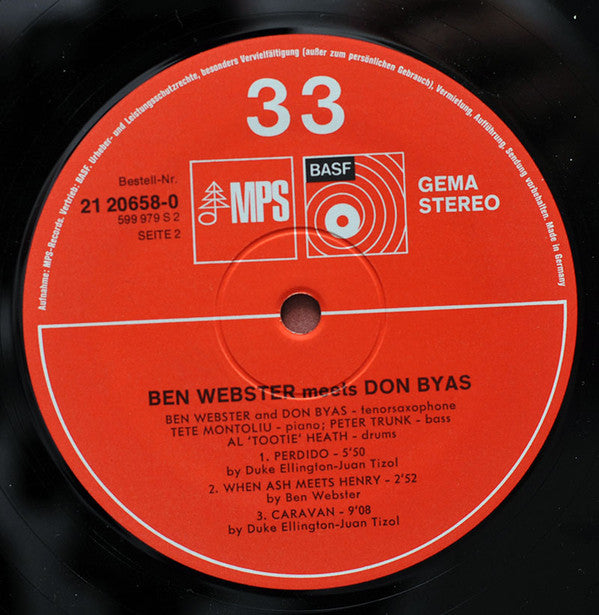 Aufnahme: MPS-Records. Vertrieb: BASF. Urheber- und Leistungsschutzrechte, besonders Vervielfältigung (außer zum persönlichen Gebrauch), Vermietung, Aufführung, Sendung vorbehalten. Made in Germany
33
Bestell-Nr.
21 20658-0
599 979 S 2
SEITE 2
MPS
BASF
GEMA
STEREO
BEN WEBSTER meets DON BYAS
BEN WEBSTER and DON BYAS - tenorsaxophone
TETE MONTOLIU - piano; PETER TRUNK - bass
AL 'TOOTIE' HEATH - drums
1. PERDIDO - 5'50
by Duke Ellington-Juan Tizol
2. WHEN ASH MEETS HENRY - 2'52
by Ben Webster
3. CARAVAN - 9'08
by Duke Ellington-Juan Tizol